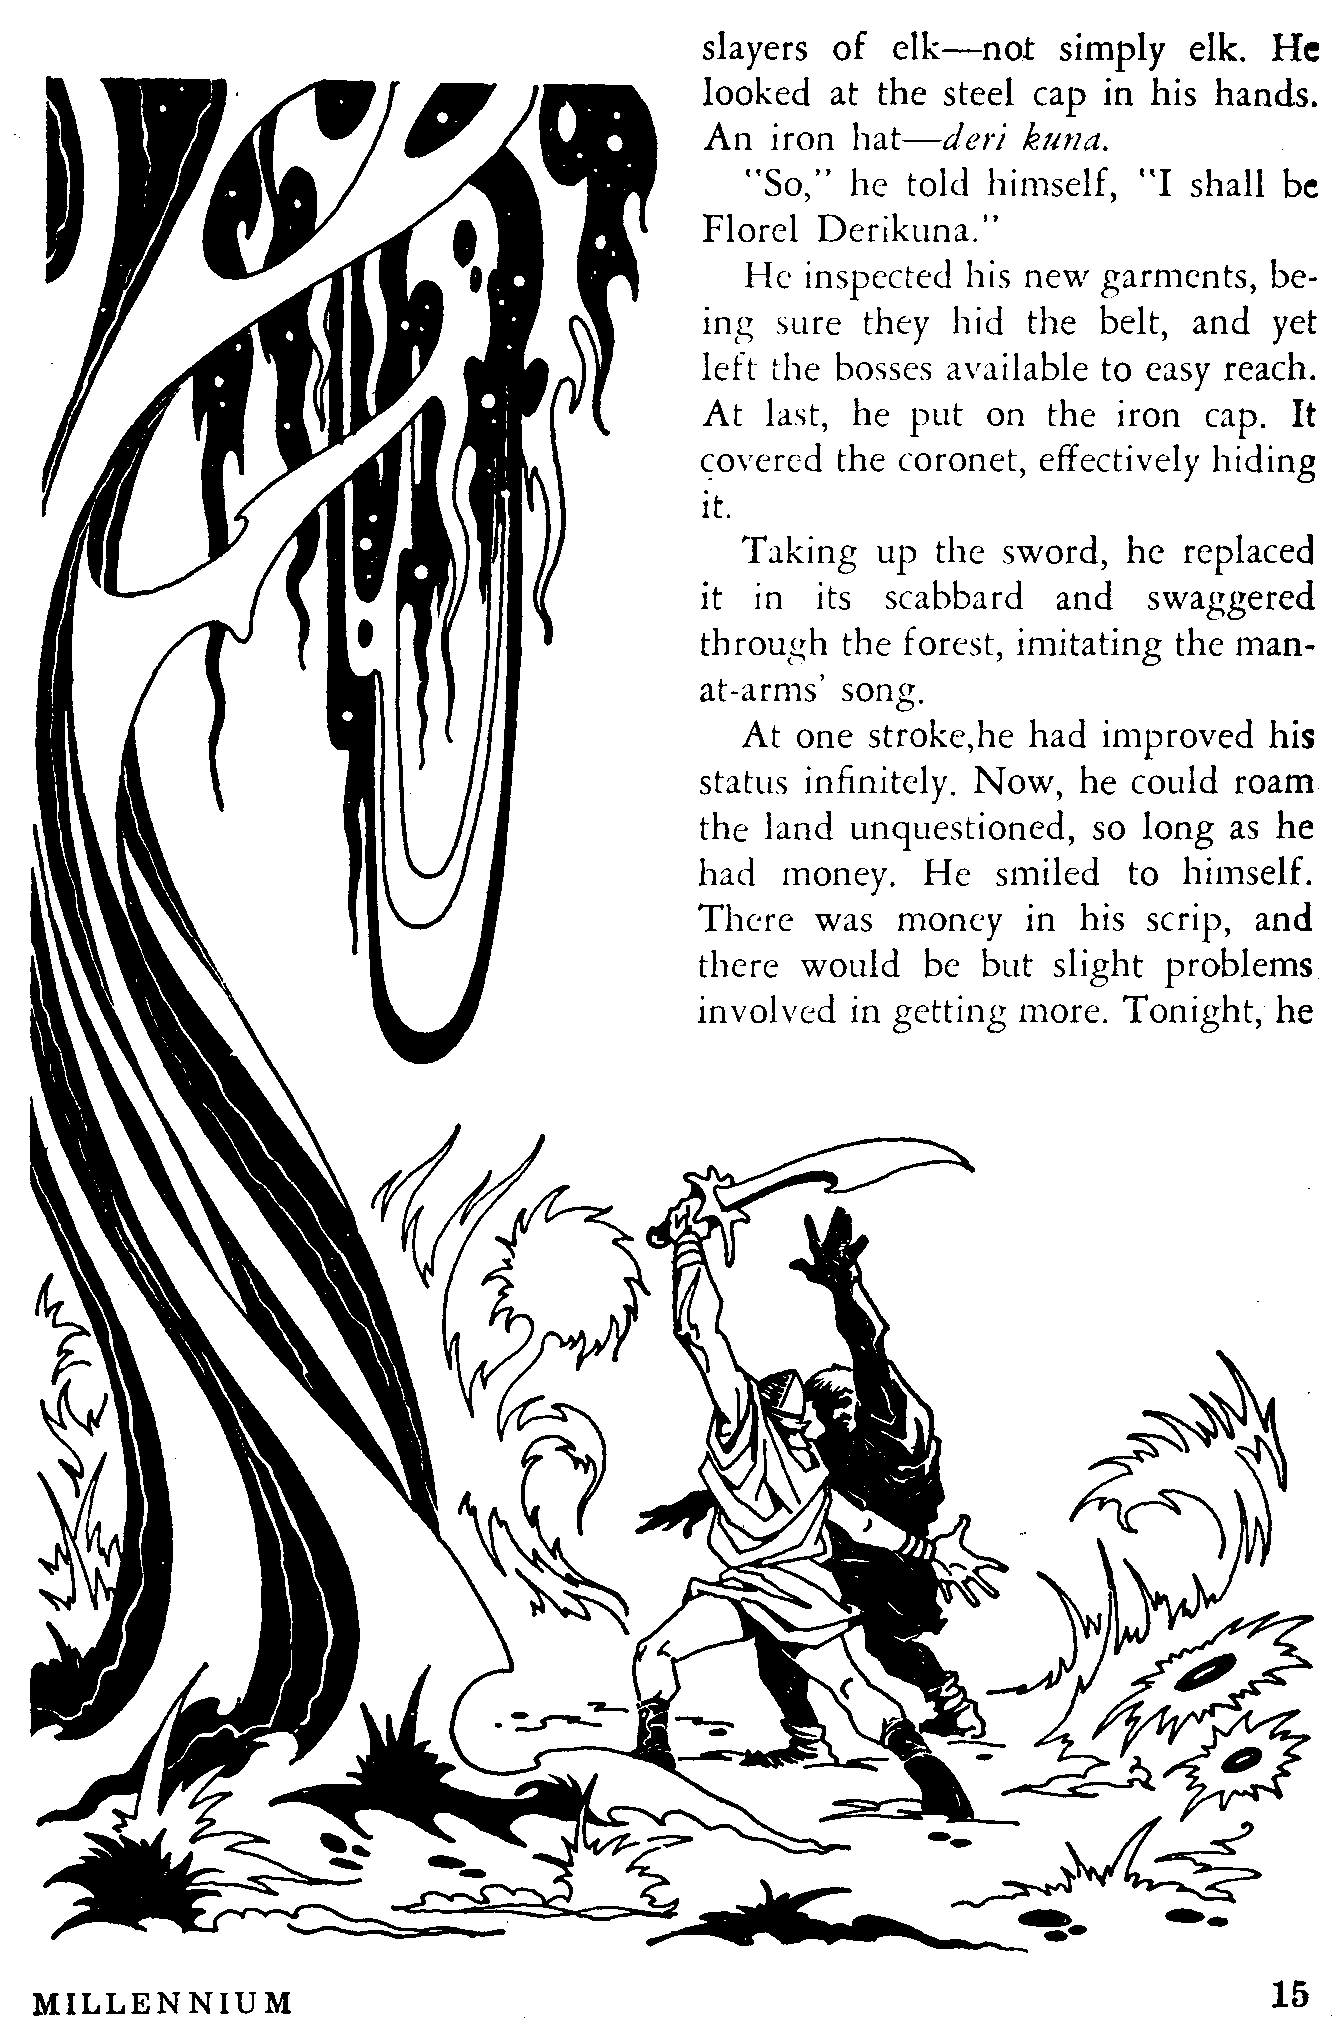 slayers of elk—not simply elk. He
looked at the steel cap in his hands.
An iron hat—deri kuna.
"So," he told himself, "I shall be
Florel Derikuna."
He inspected his new garments, be-
ing sure they hid the belt, and yet
left the bosses available to easy reach.
At last, he put on the iron cap. It
covered the coronet, effectively hiding
it.
Taking up the sword, he replaced
it in its scabbard and swaggered
through the forest, imitating the man-
at-arms' song.
At one stroke,he had improved his
status infinitely. Now, he could roam
the land unquestioned, so long as he
had money. He smiled to himself.
There was money in his scrip, and
there would be but slight problems
involved in getting more. Tonight, he
MILLENNIUM
15